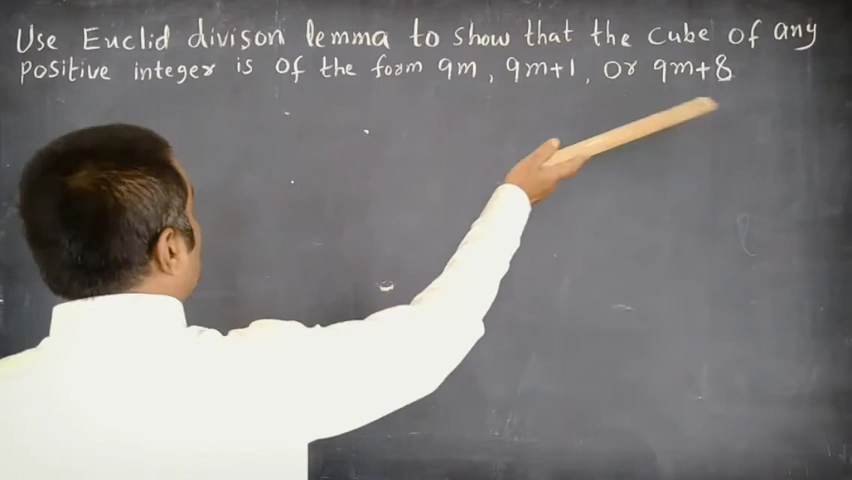 Use Euclid divison lemma to show that the cube of any
positive integer is of the form 9m, 9m+1, or 9m+8